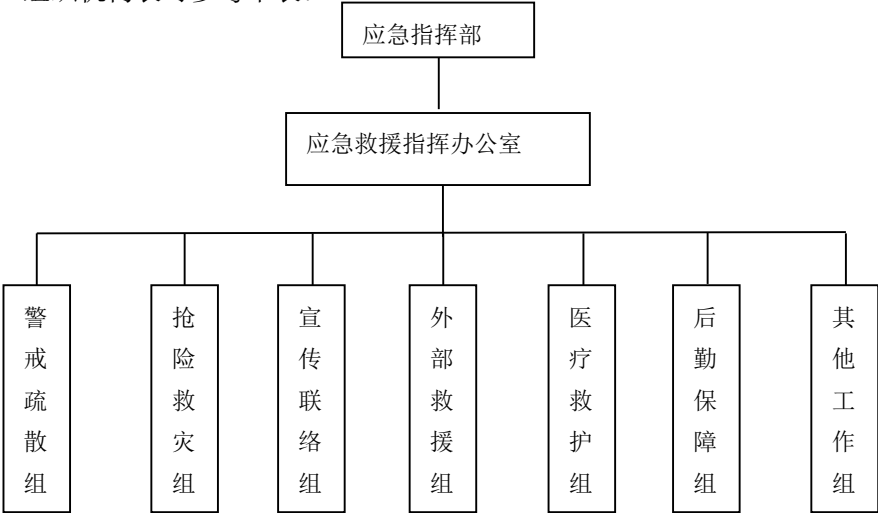 应急指挥部
应急救援指挥办公室
警戒疏散组
抢险救灾组
宣传联络组
外部救援组
医疗救护组
后勤保障组
其他工作组